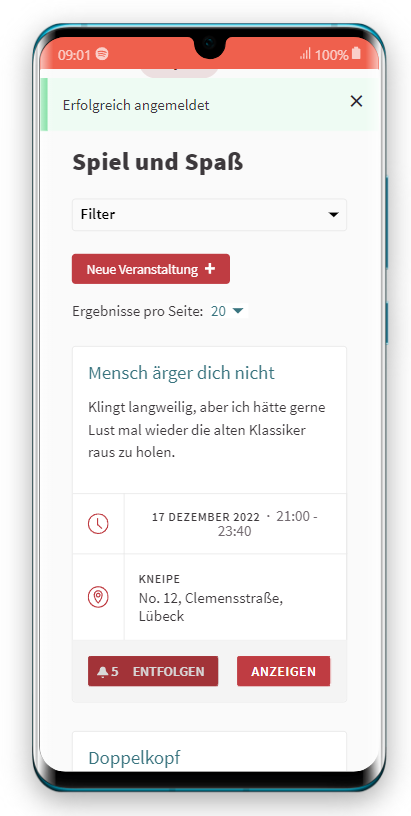 09:01
100%
Erfolgreich angemeldet
Spiel und Spaß
Filter
Neue Veranstaltung
Ergebnisse pro Seite: 20
Mensch ärger dich nicht
Klingt langweilig, aber ich hätte gerne
Lust mal wieder die alten Klassiker
raus zu holen.
17 DEZEMBER 2022 · 21:00 -
23:40
KNEIPE
No. 12, Clemensstraße,
Lübeck
5 ENTFOLGEN
ANZEIGEN
Doppelkopf